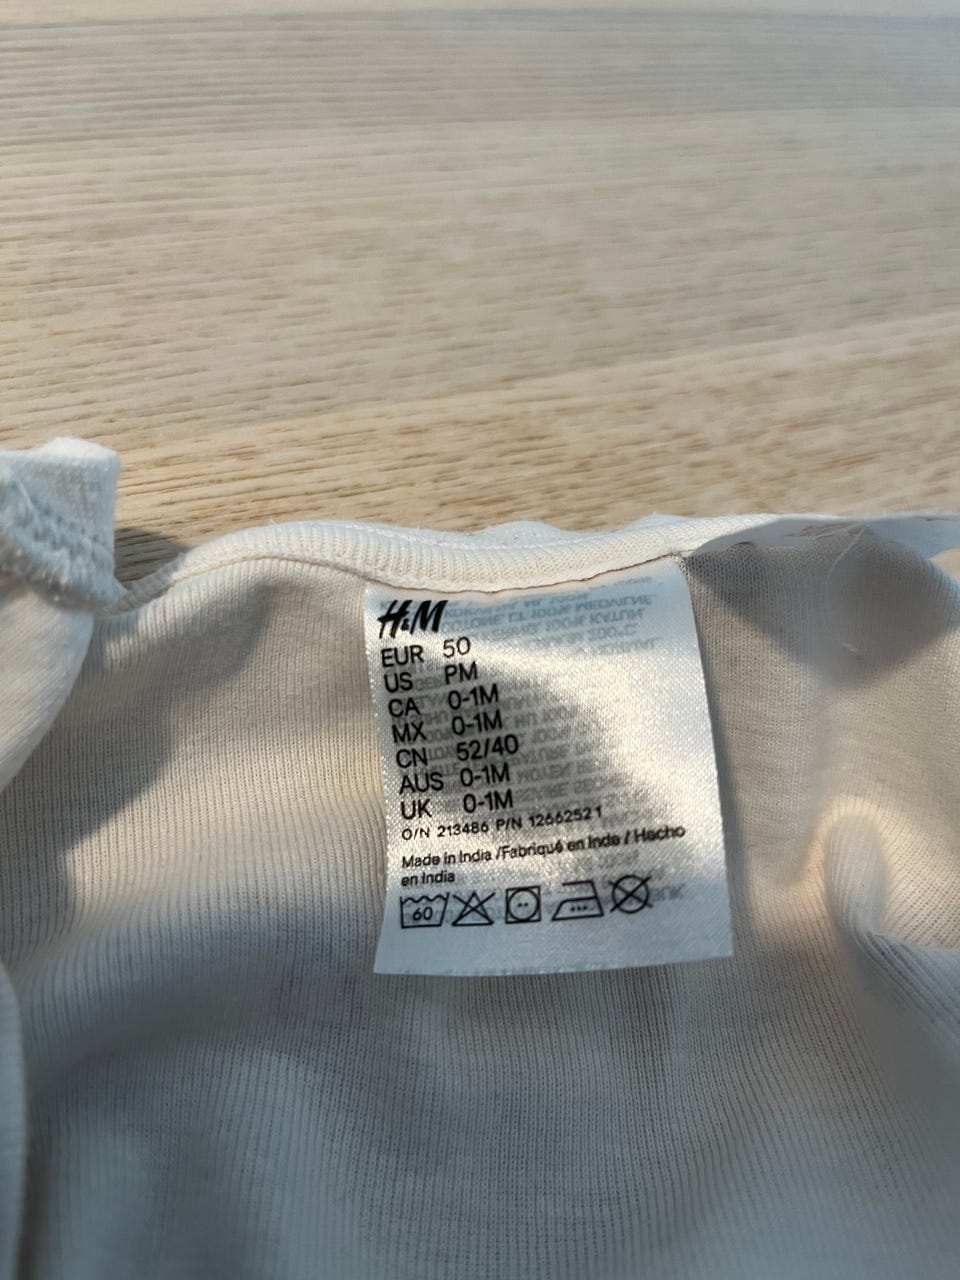 H&M
EUR 50
US PM
CA 0-1M
MX 0-1M
CN 52/40
AUS 0-1M
UK 0-1M
O/N 213486 P/N 12662521
Made in India /Fabriqué en Inde / Hecho
en India
60